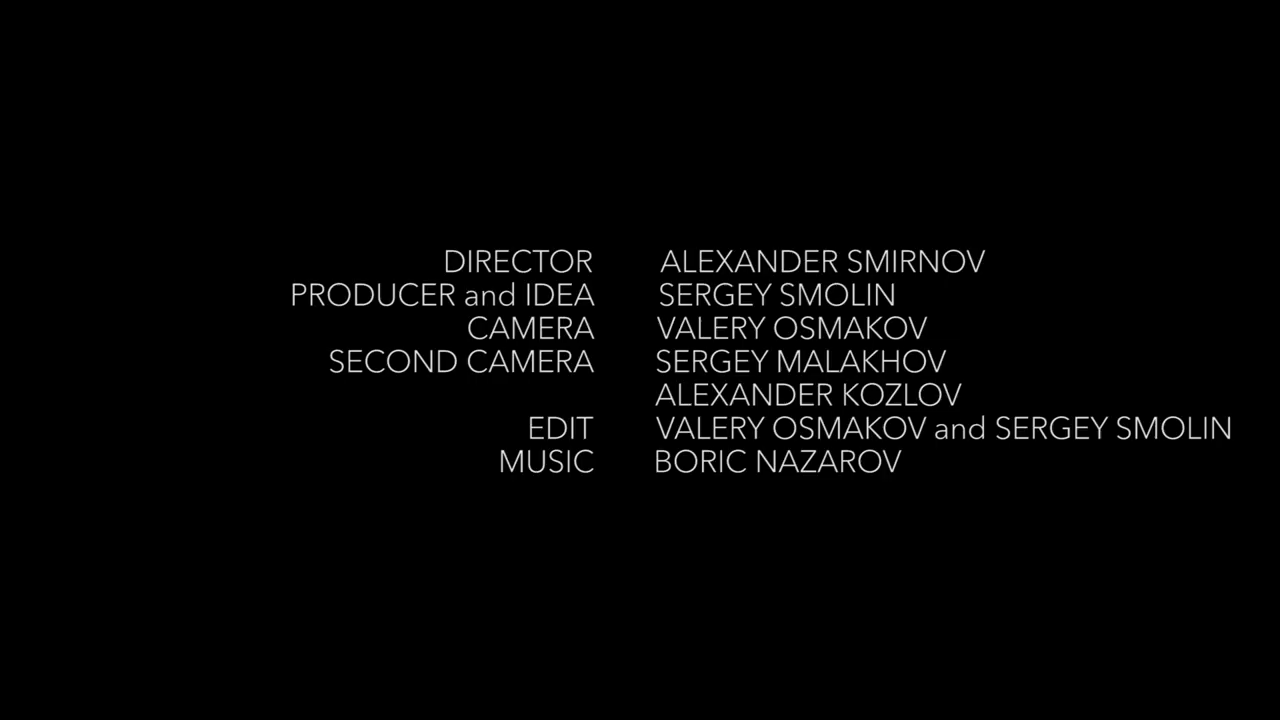 DIRECTOR ALEXANDER SMIRNOV
PRODUCER and IDEA SERGEY SMOLIN
CAMERA VALERY OSMAKOV
SECOND CAMERA SERGEY MALAKHOV
ALEXANDER KOZLOV
EDIT VALERY OSMAKOV and SERGEY SMOLIN
MUSIC BORIC NAZAROV